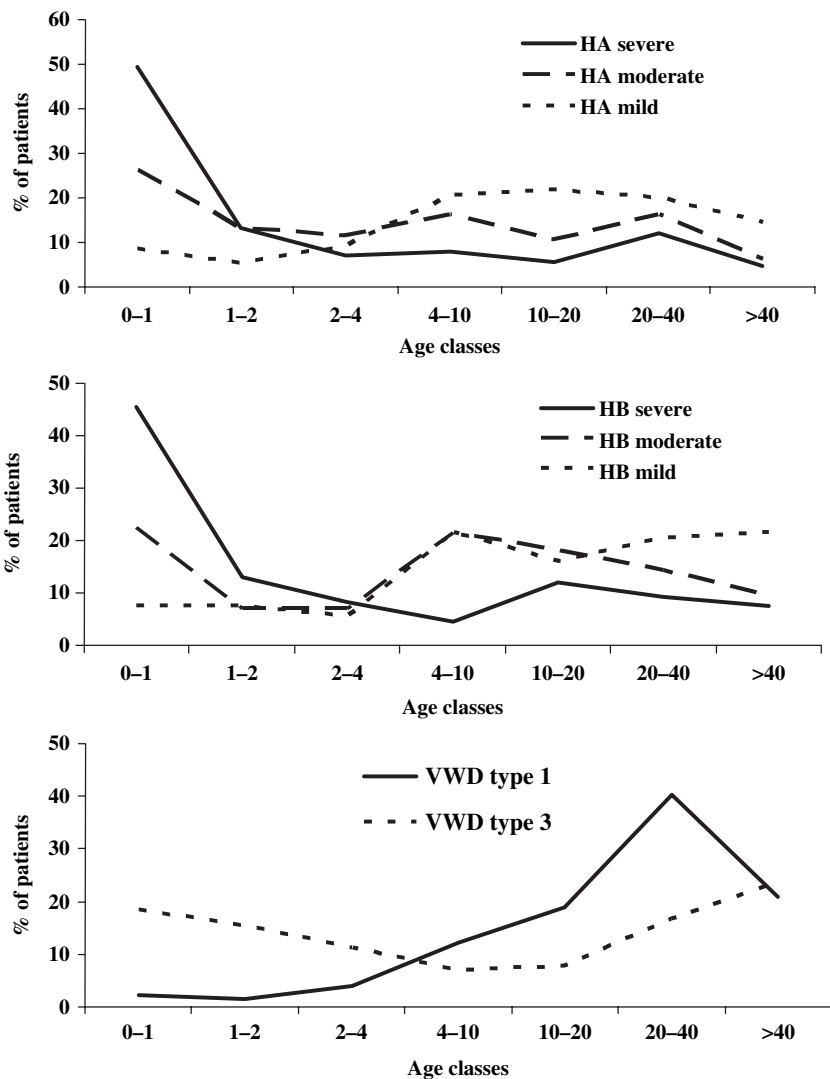 60
50
40
30
20
10
0
% of patients
HA severe
HA moderate
HA mild
0–1 1–2 2–4 4–10 10–20 20–40 >40
Age classes
50
40
30
20
10
0
% of patients
HB severe
HB moderate
HB mild
0–1 1–2 2–4 4–10 10–20 20–40 >40
Age classes
50
40
30
20
10
0
% of patients
VWD type 1
VWD type 3
0–1 1–2 2–4 4–10 10–20 20–40 >40
Age classes